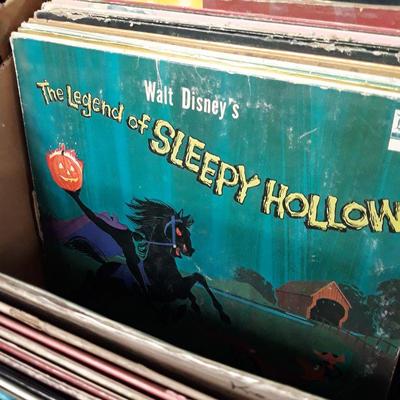 Walt Disney's
The Legend of SLEEPY HOLLOW